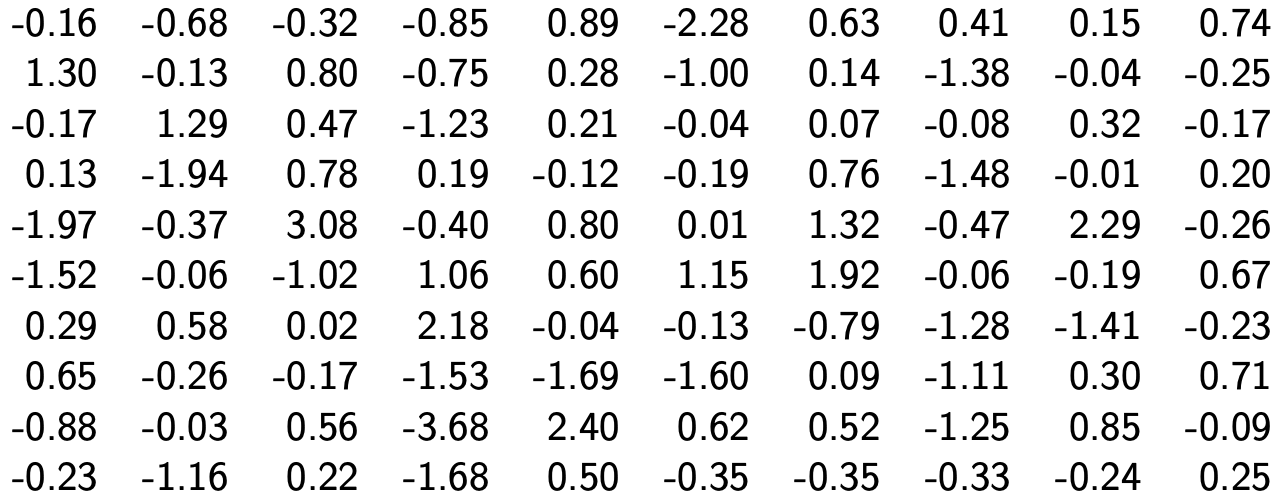 -0.16 -0.68 -0.32 -0.85 0.89 -2.28 0.63 0.41 0.15 0.74
1.30 -0.13 0.80 -0.75 0.28 -1.00 0.14 -1.38 -0.04 -0.25
-0.17 1.29 0.47 -1.23 0.21 -0.04 0.07 -0.08 0.32 -0.17
0.13 -1.94 0.78 0.19 -0.12 -0.19 0.76 -1.48 -0.01 0.20
-1.97 -0.37 3.08 -0.40 0.80 0.01 1.32 -0.47 2.29 -0.26
-1.52 -0.06 -1.02 1.06 0.60 1.15 1.92 -0.06 -0.19 0.67
0.29 0.58 0.02 2.18 -0.04 -0.13 -0.79 -1.28 -1.41 -0.23
0.65 -0.26 -0.17 -1.53 -1.69 -1.60 0.09 -1.11 0.30 0.71
-0.88 -0.03 0.56 -3.68 2.40 0.62 0.52 -1.25 0.85 -0.09
-0.23 -1.16 0.22 -1.68 0.50 -0.35 -0.35 -0.33 -0.24 0.25